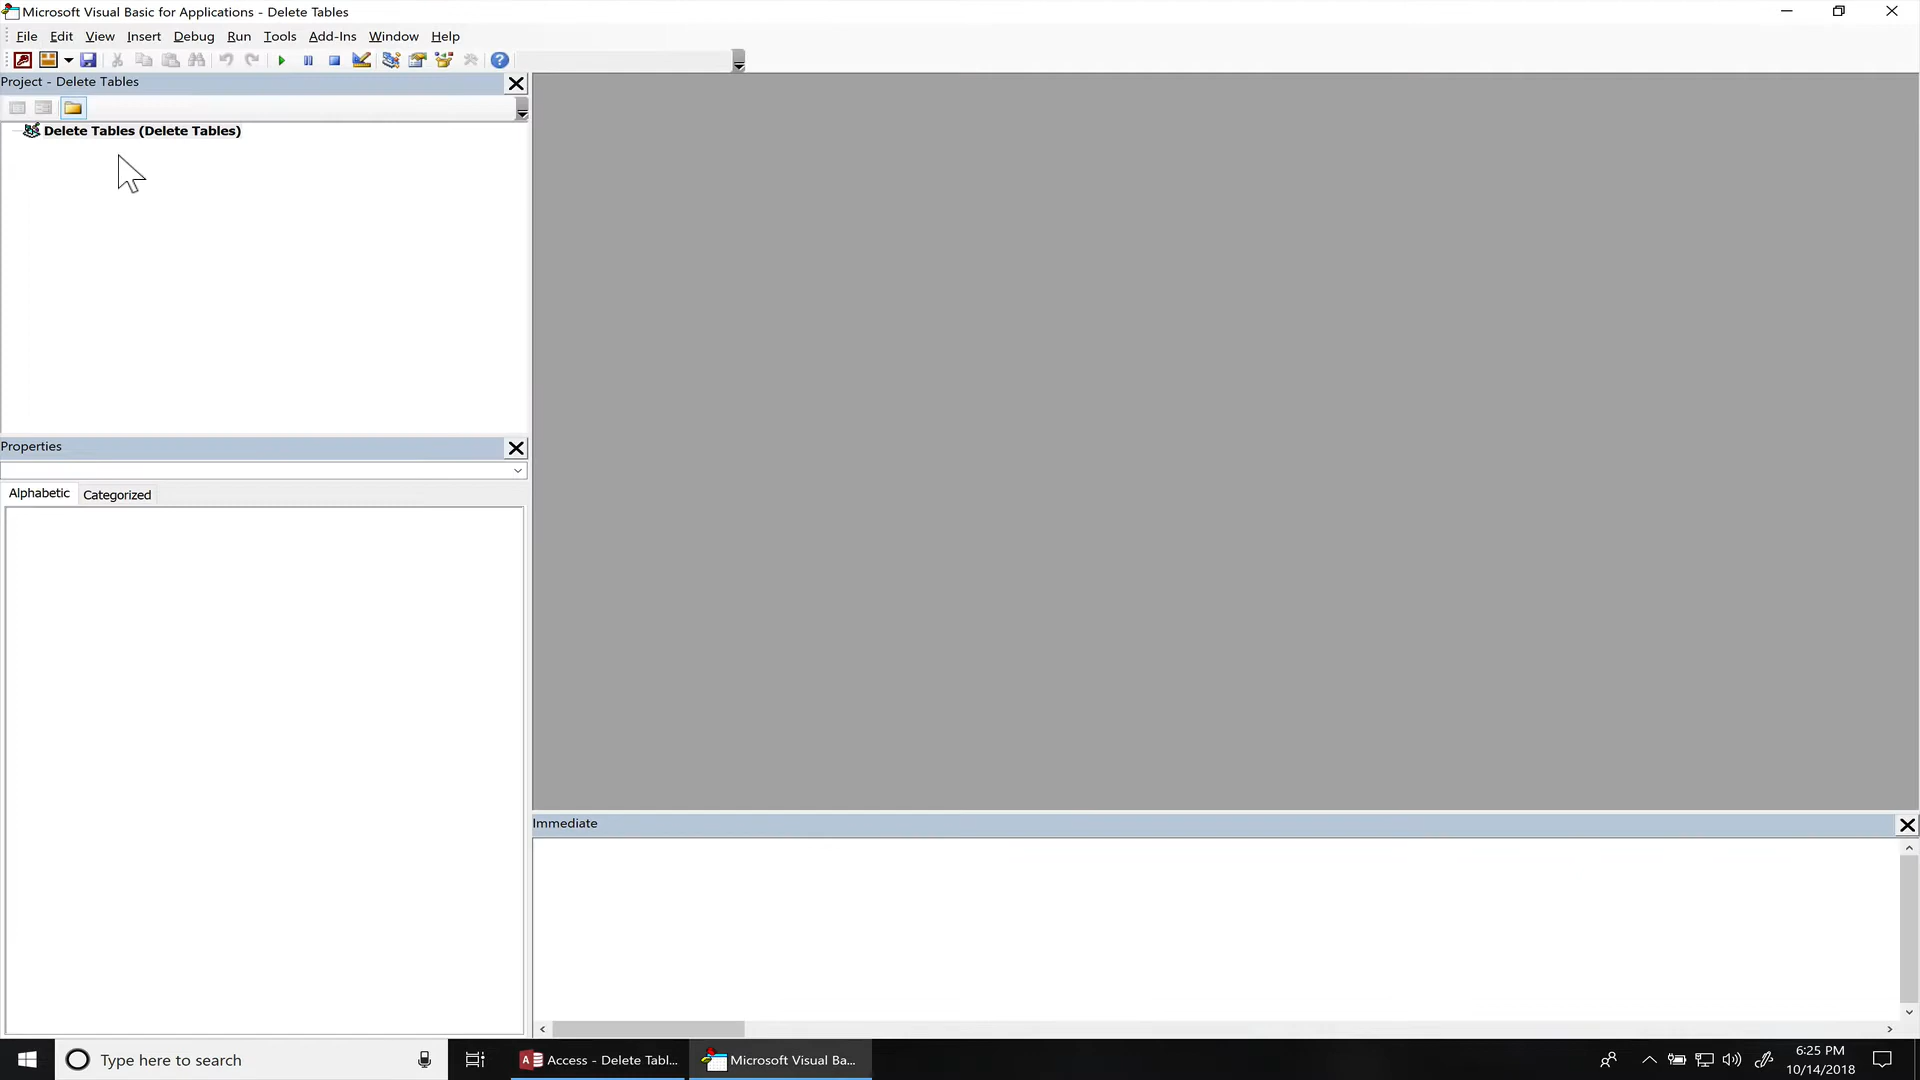 Microsoft Visual Basic for Applications - Delete Tables
File Edit View Insert Debug Run Tools Add-Ins Window Help
Project - Delete Tables
Delete Tables (Delete Tables)
Properties
Alphabetic Categorized
Immediate
Type here to search
Access - Delete Tabl...
Microsoft Visual Ba...
6:25 PM
10/14/2018